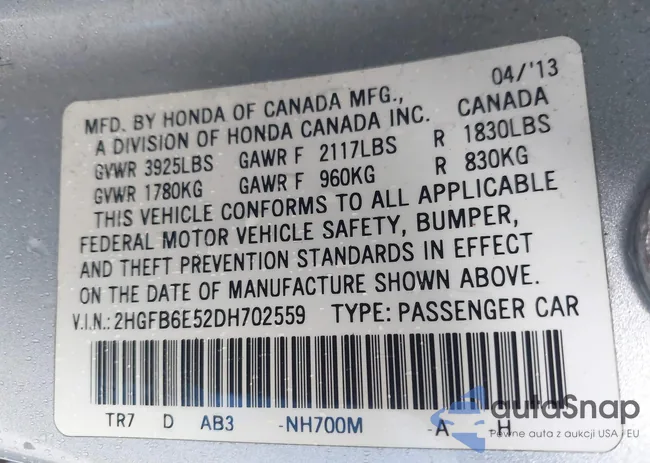 04/'13
MFD. BY HONDA OF CANADA MFG., CANADA
A DIVISION OF HONDA CANADA INC.
GVWR 3925LBS GAWR F 2117LBS R 1830LBS
GVWR 1780KG GAWR F 960KG R 830KG
THIS VEHICLE CONFORMS TO ALL APPLICABLE
FEDERAL MOTOR VEHICLE SAFETY, BUMPER,
AND THEFT PREVENTION STANDARDS IN EFFECT
ON THE DATE OF MANUFACTURE SHOWN ABOVE.
V.I.N.: 2HGFB6E52DH702559 TYPE: PASSENGER CAR
TR7 D AB3 -NH700M -A -H
autaSnap
Pewne auta z aukcji USA i EU